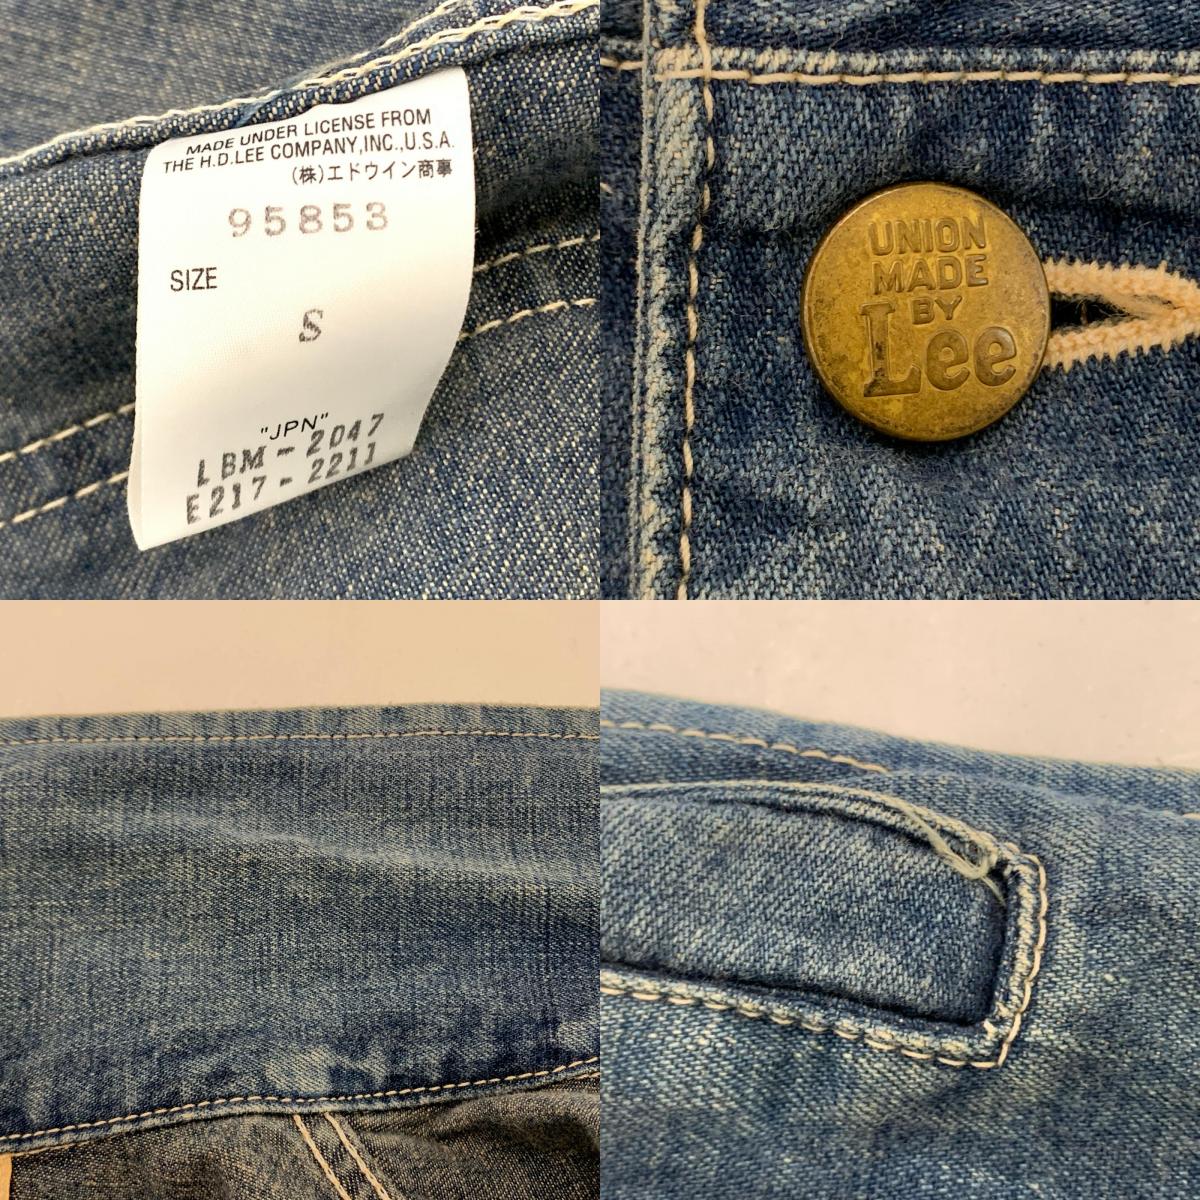 MADE UNDER LICENSE FROM
THE H.D.LEE COMPANY,INC.,U.S.A.
(株)エドウイン商事
95853
SIZE
S
"JPN"
LBM-2047
E217-2211
UNION
MADE
BY
Lee